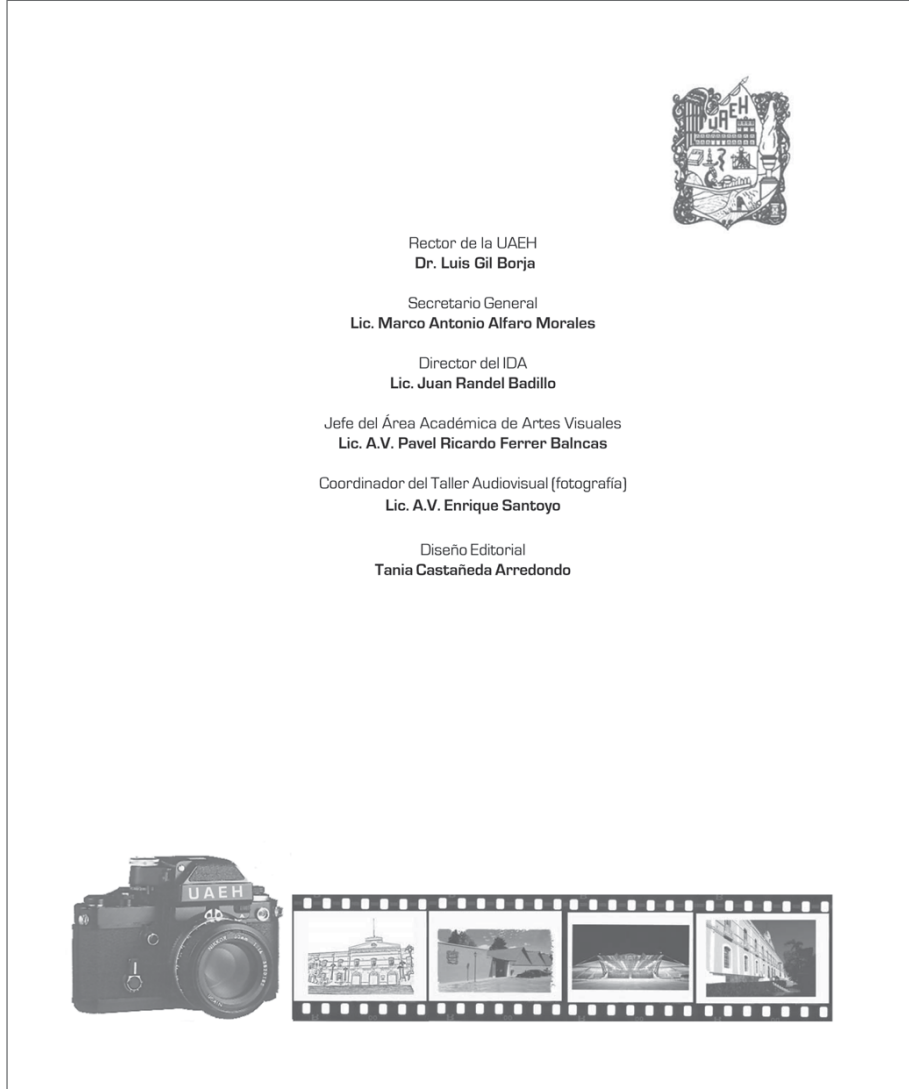 UAEH
Rector de la UAEH
Dr. Luis Gil Borja
Secretario General
Lic. Marco Antonio Alfaro Morales
Director del IDA
Lic. Juan Randel Badillo
Jefe del Área Académica de Artes Visuales
Lic. A.V. Pavel Ricardo Ferrer Balncas
Coordinador del Taller Audiovisual (fotografía)
Lic. A.V. Enrique Santoyo
Diseño Editorial
Tania Castañeda Arredondo
UAEH